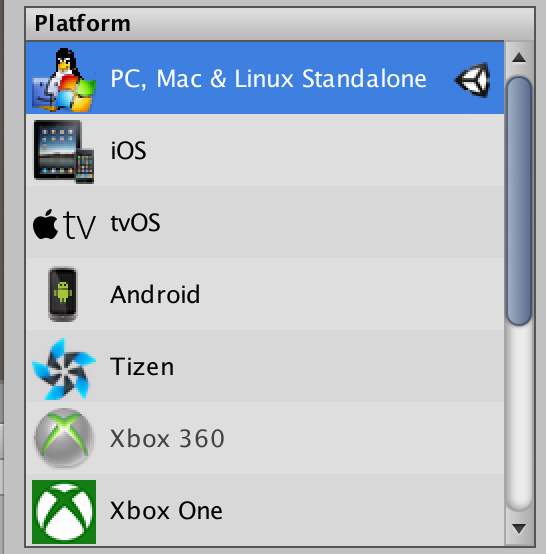 Platform
PC, Mac & Linux Standalone
iOS
tv tvOS
Android
Tizen
Xbox 360
Xbox One